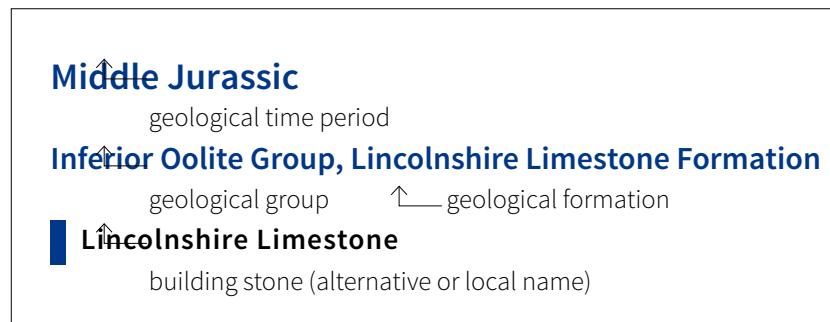 Middle Jurassic
geological time period
Inferior Oolite Group, Lincolnshire Limestone Formation
geological group geological formation
Lincolnshire Limestone
building stone (alternative or local name)